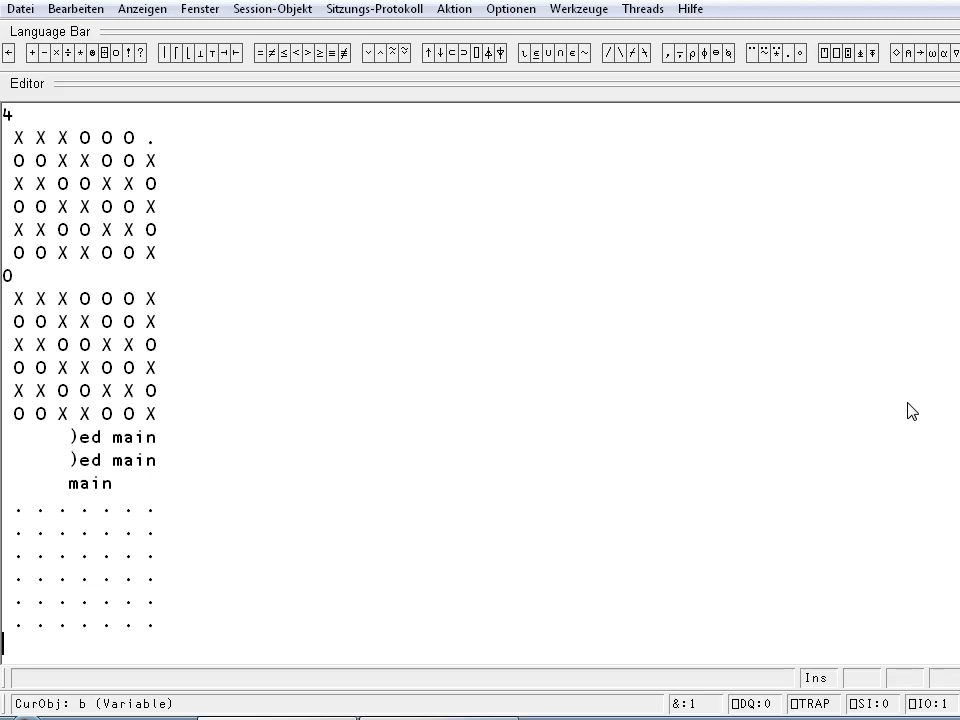 Datei Bearbeiten Anzeigen Fenster Session-Objekt Sitzungs-Protokoll Aktion Optionen Werkzeuge Threads Hilfe
Language Bar
Editor
4
X X X O O O .
O O X X O O X
X X O O X X O
O O X X O O X
X X O O X X O
O O X X O O X
0
X X X O O O X
O O X X O O X
X X O O X X O
O O X X O O X
X X O O X X O
O O X X O O X
)ed main
)ed main
main
. . . . . . .
. . . . . . .
. . . . . . .
. . . . . . .
. . . . . . .
. . . . . . .
Ins
CurObj: b (Variable) &:1 ⎕DQ:0 ⎕TRAP ⎕SI:0 ⎕IO:1